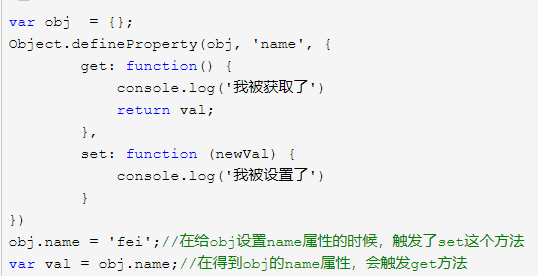 var obj  = {};
Object.defineProperty(obj, 'name', {
        get: function() {
            console.log('我被获取了')
            return val;
        },
        set: function (newVal) {
            console.log('我被设置了')
        }
})
obj.name = 'fei';//在给obj设置name属性的时候，触发了set这个方法
var val = obj.name;//在得到obj的name属性，会触发get方法